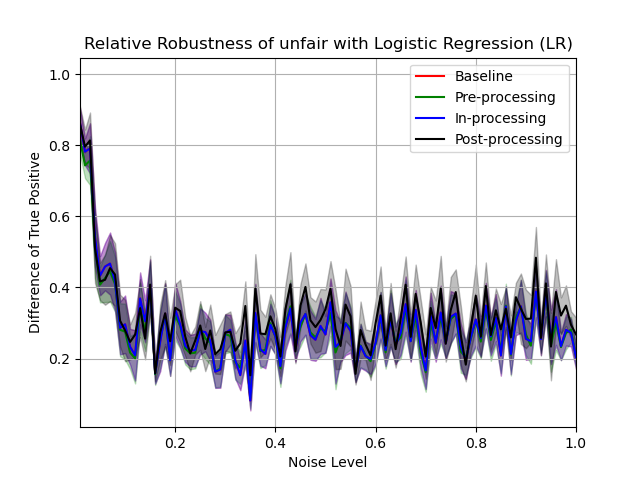 Relative Robustness of unfair with Logistic Regression (LR)
Difference of True Positive
1.0
0.8
0.6
0.4
0.2
Baseline
Pre-processing
In-processing
Post-processing
0.2 0.4 0.6 0.8 1.0
Noise Level